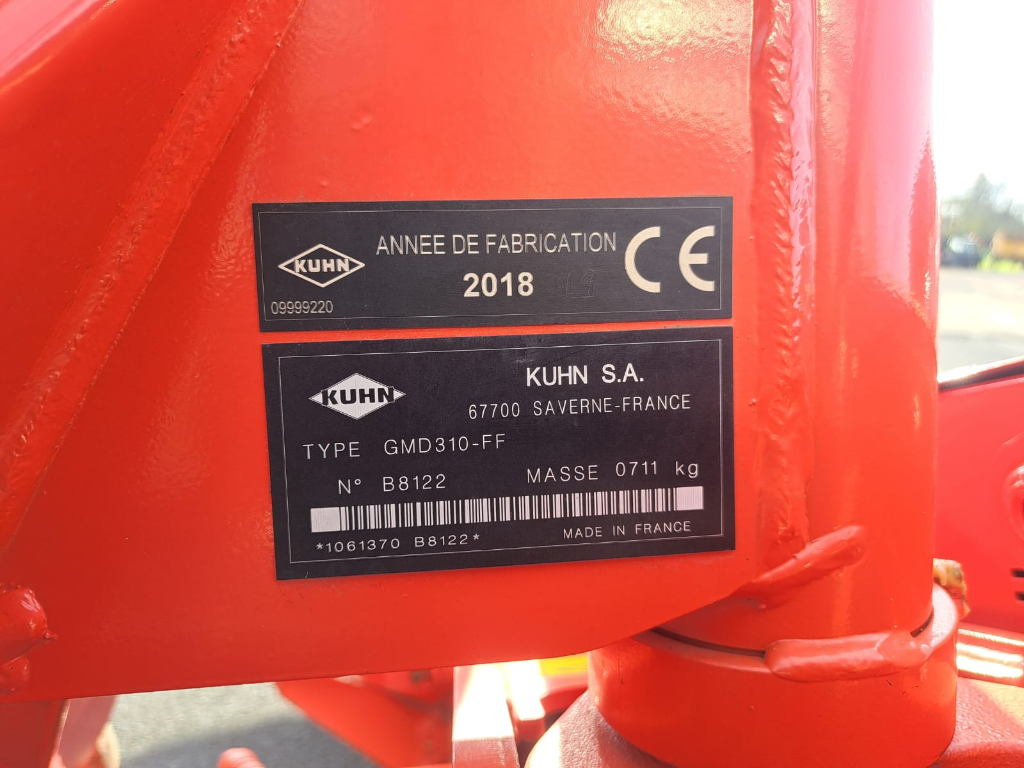 KUHN
ANNEE DE FABRICATION
2018
CE
09999220
KUHN
KUHN S.A.
67700 SAVERNE-FRANCE
TYPE GMD310-FF
N° B8122 MASSE 0711 kg
*1061370 B8122*
MADE IN FRANCE